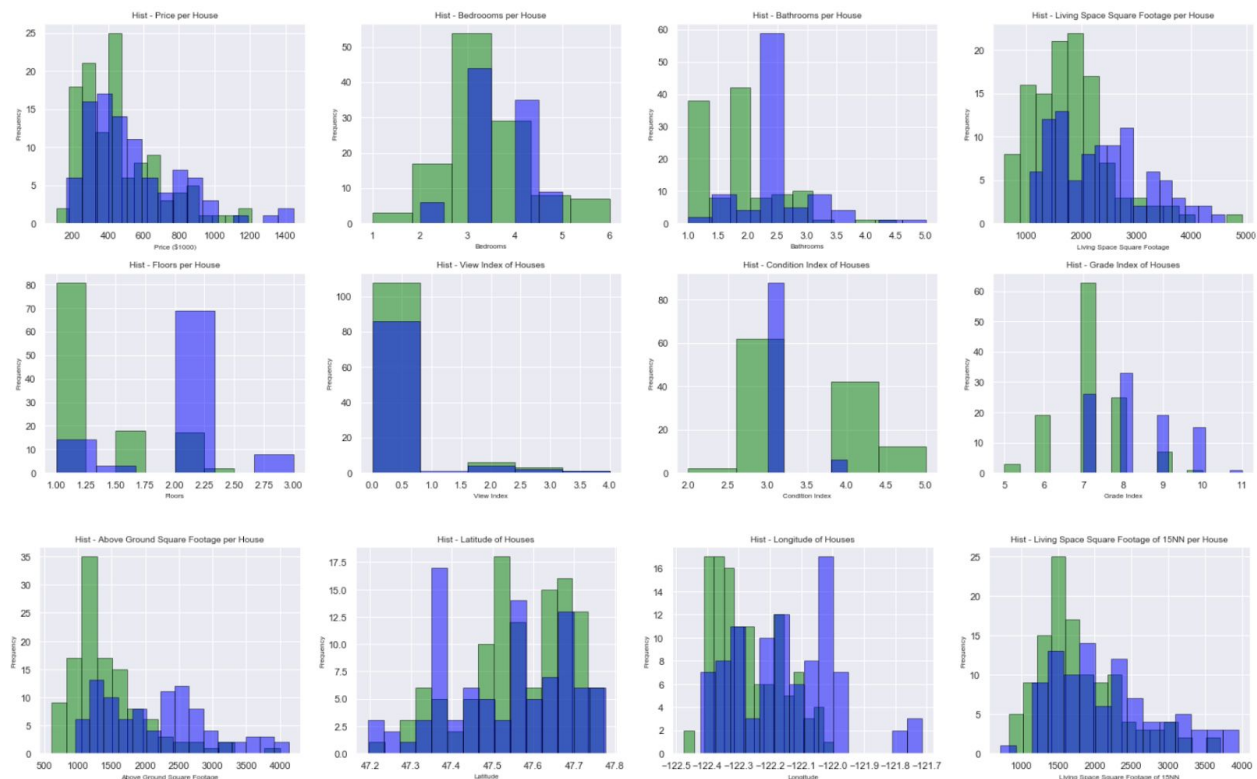 Hist - Price per House
25
20
15
10
5
0
Frequency
200 400 600 800 1000 1200 1400
Price ($1000)
Hist - Bedroooms per House
50
40
30
20
10
0
Frequency
1 2 3 4 5 6
Bedrooms
Hist - Bathrooms per House
60
50
40
30
20
10
0
Frequency
1.0 1.5 2.0 2.5 3.0 3.5 4.0 4.5 5.0
Bathrooms
Hist - Living Space Square Footage per House
20
15
10
5
0
Frequency
1000 2000 3000 4000 5000
Living Space Square Footage
Hist - Floors per House
80
70
60
50
40
30
20
10
0
Frequency
1.00 1.25 1.50 1.75 2.00 2.25 2.50 2.75 3.00
Floors
Hist - View Index of Houses
100
80
60
40
20
0
Frequency
0.0 0.5 1.0 1.5 2.0 2.5 3.0 3.5 4.0
View Index
Hist - Condition Index of Houses
80
60
40
20
0
Frequency
2.0 2.5 3.0 3.5 4.0 4.5 5.0
Condition Index
Hist - Grade Index of Houses
60
50
40
30
20
10
0
Frequency
5 6 7 8 9 10 11
Grade Index
Hist - Above Ground Square Footage per House
35
30
25
20
15
10
5
0
Frequency
500 1000 1500 2000 2500 3000 3500 4000
Above Ground Square Footage
Hist - Latitude of Houses
17.5
15.0
12.5
10.0
7.5
5.0
2.5
0.0
Frequency
47.2 47.3 47.4 47.5 47.6 47.7 47.8
Latitude
Hist - Longitude of Houses
16
14
12
10
8
6
4
2
0
Frequency
−122.5 −122.4 −122.3 −122.2 −122.1 −122.0 −121.9 −121.8 −121.7
Longitude
Hist - Living Space Square Footage of 15NN per House
25
20
15
10
5
0
Frequency
1000 1500 2000 2500 3000 3500 4000
Living Space Square Footage of 15NN